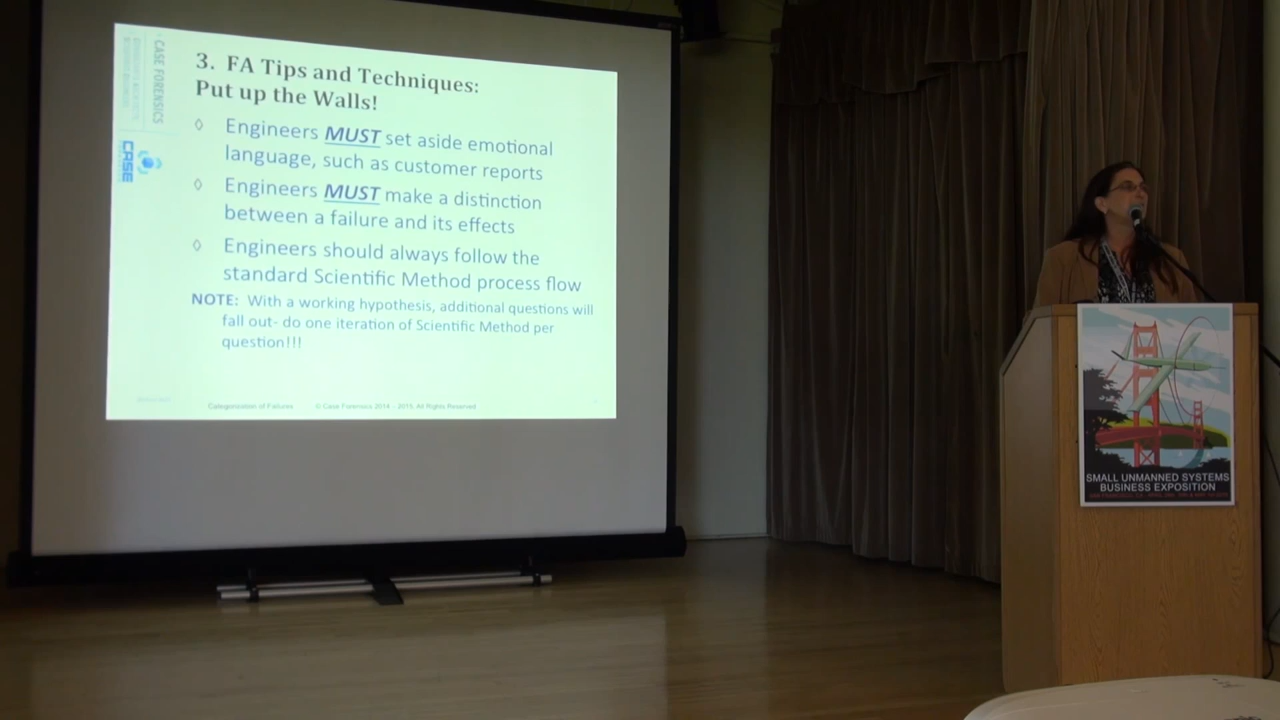 CASE FORENSICS
CASE
3. FA Tips and Techniques:
Put up the Walls!
◊ Engineers MUST set aside emotional
language, such as customer reports
◊ Engineers MUST make a distinction
between a failure and its effects
◊ Engineers should always follow the
standard Scientific Method process flow
NOTE: With a working hypothesis, additional questions will
fall out- do one iteration of Scientific Method per
question!!!
Categorization of Failures © Case Forensics 2014 - 2015, All Rights Reserved
SMALL UNMANNED SYSTEMS
BUSINESS EXPOSITION